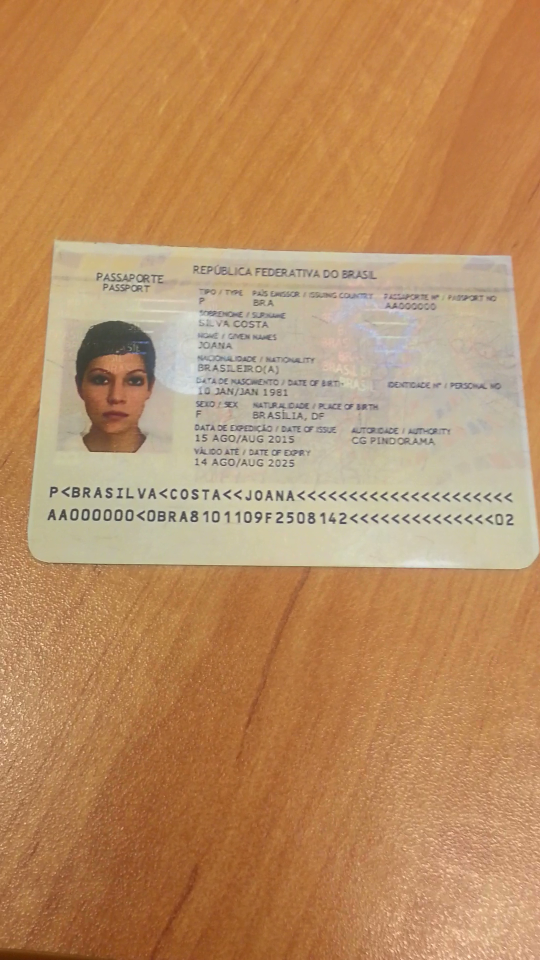 PASSAPORTE
PASSPORT
REPÚBLICA FEDERATIVA DO BRASIL
TIPO / TYPE PAÍS EMISSOR / ISSUING COUNTRY PASSAPORTE Nº / PASSPORT NO
P BRA AA000000
SOBRENOME / SURNAME
SILVA COSTA
NOME / GIVEN NAMES
JOANA
NACIONALIDADE / NATIONALITY
BRASILEIRO(A)
DATA DE NASCIMENTO / DATE OF BIRTH IDENTIDADE Nº / PERSONAL NO
10 JAN/JAN 1981
SEXO / SEX NATURALIDADE / PLACE OF BIRTH
F BRASÍLIA, DF
DATA DE EXPEDIÇÃO / DATE OF ISSUE AUTORIDADE / AUTHORITY
15 AGO/AUG 2015 CG PINDORAMA
VÁLIDO ATÉ / DATE OF EXPIRY
14 AGO/AUG 2025
P<BRASILVA<COSTA<<JOANA<<<<<<<<<<<<<<<<<<<<<
AA000000<0BRA8101109F2508142<<<<<<<<<<<<<<02